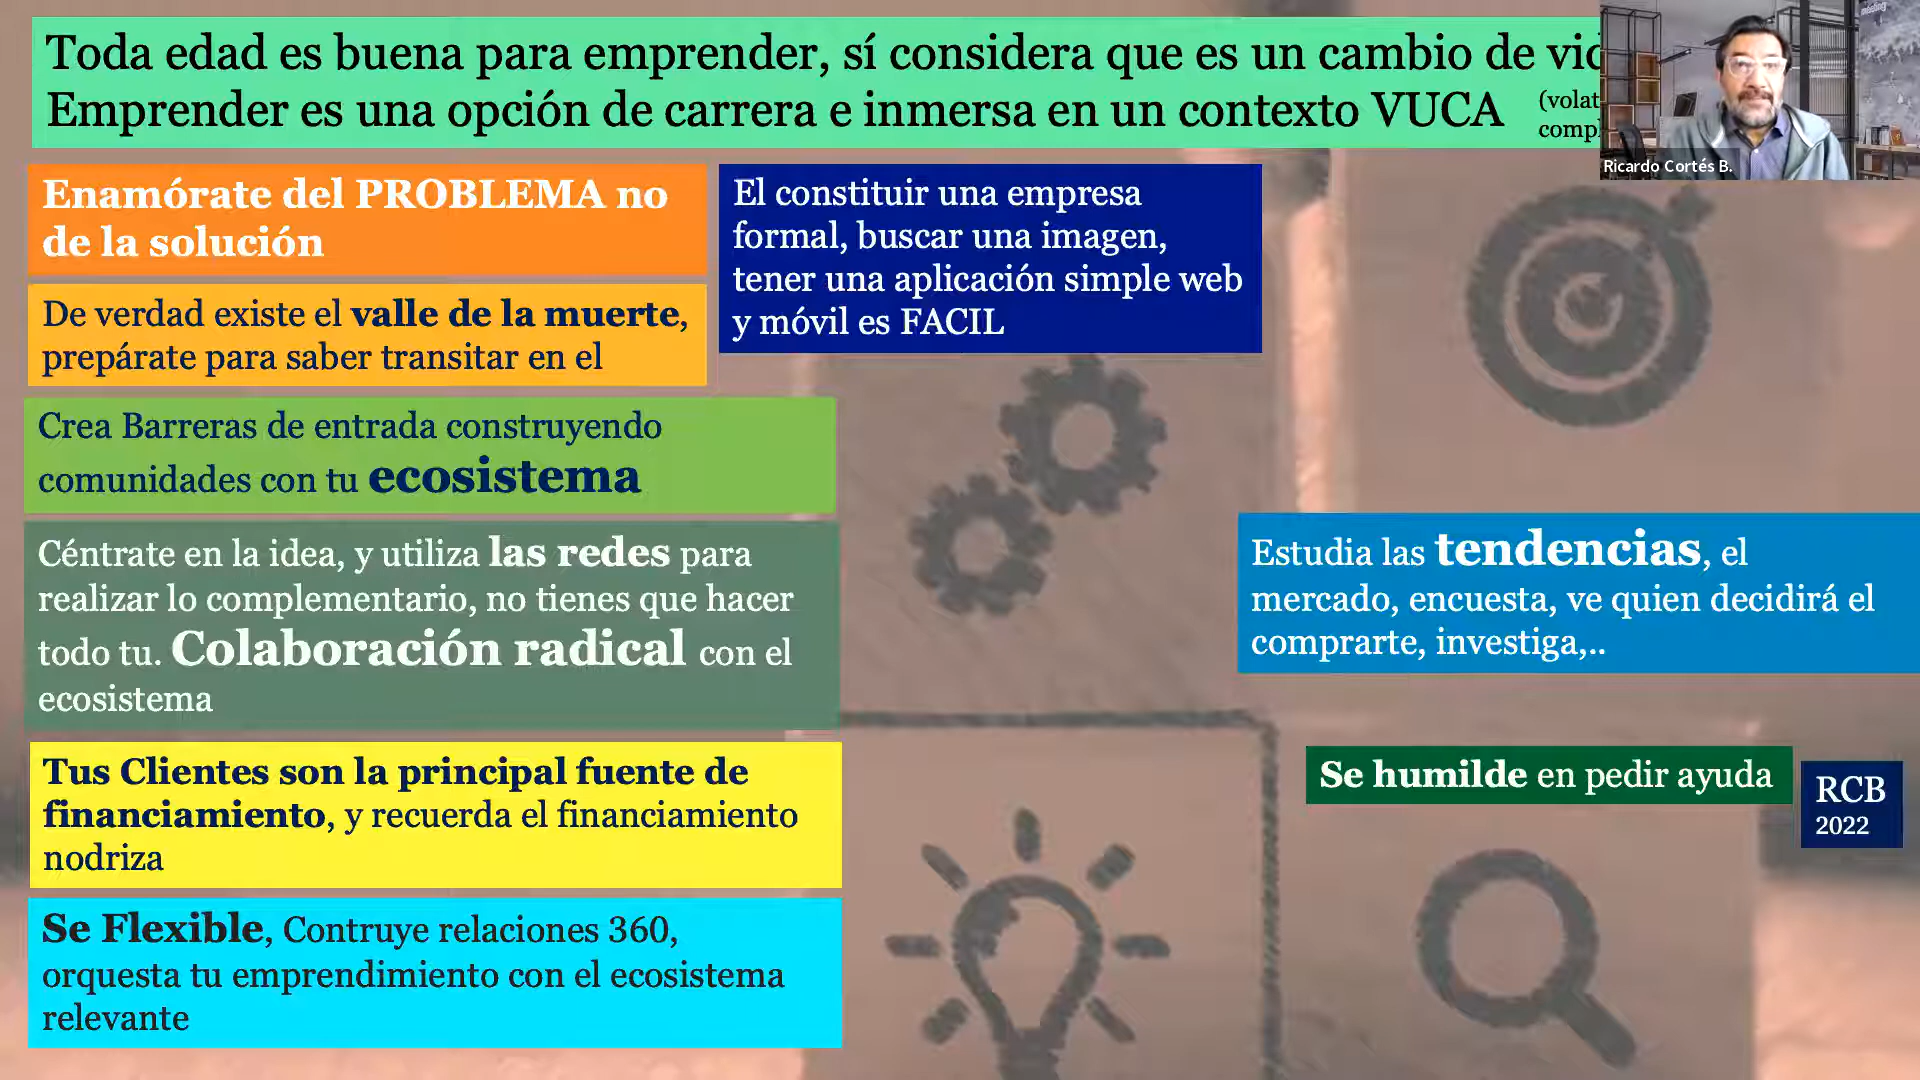 Toda edad es buena para emprender, sí considera que es un cambio de
Emprender es una opción de carrera e inmersa en un contexto VUCA
Ricardo Cortés B.
Enamórate del PROBLEMA no
de la solución
De verdad existe el valle de la muerte,
prepárate para saber transitar en el
El constituir una empresa
formal, buscar una imagen,
tener una aplicación simple web
y móvil es FACIL
Crea Barreras de entrada construyendo
comunidades con tu ecosistema
Céntrate en la idea, y utiliza las redes para
realizar lo complementario, no tienes que hacer
todo tu. Colaboración radical con el
ecosistema
Estudia las tendencias, el
mercado, encuesta, ve quien decidirá el
comprarte, investiga,..
Tus Clientes son la principal fuente de
financiamiento, y recuerda el financiamiento
nodriza
Se humilde en pedir ayuda
RCB
2022
Se Flexible, Contruye relaciones 360,
orquesta tu emprendimiento con el ecosistema
relevante